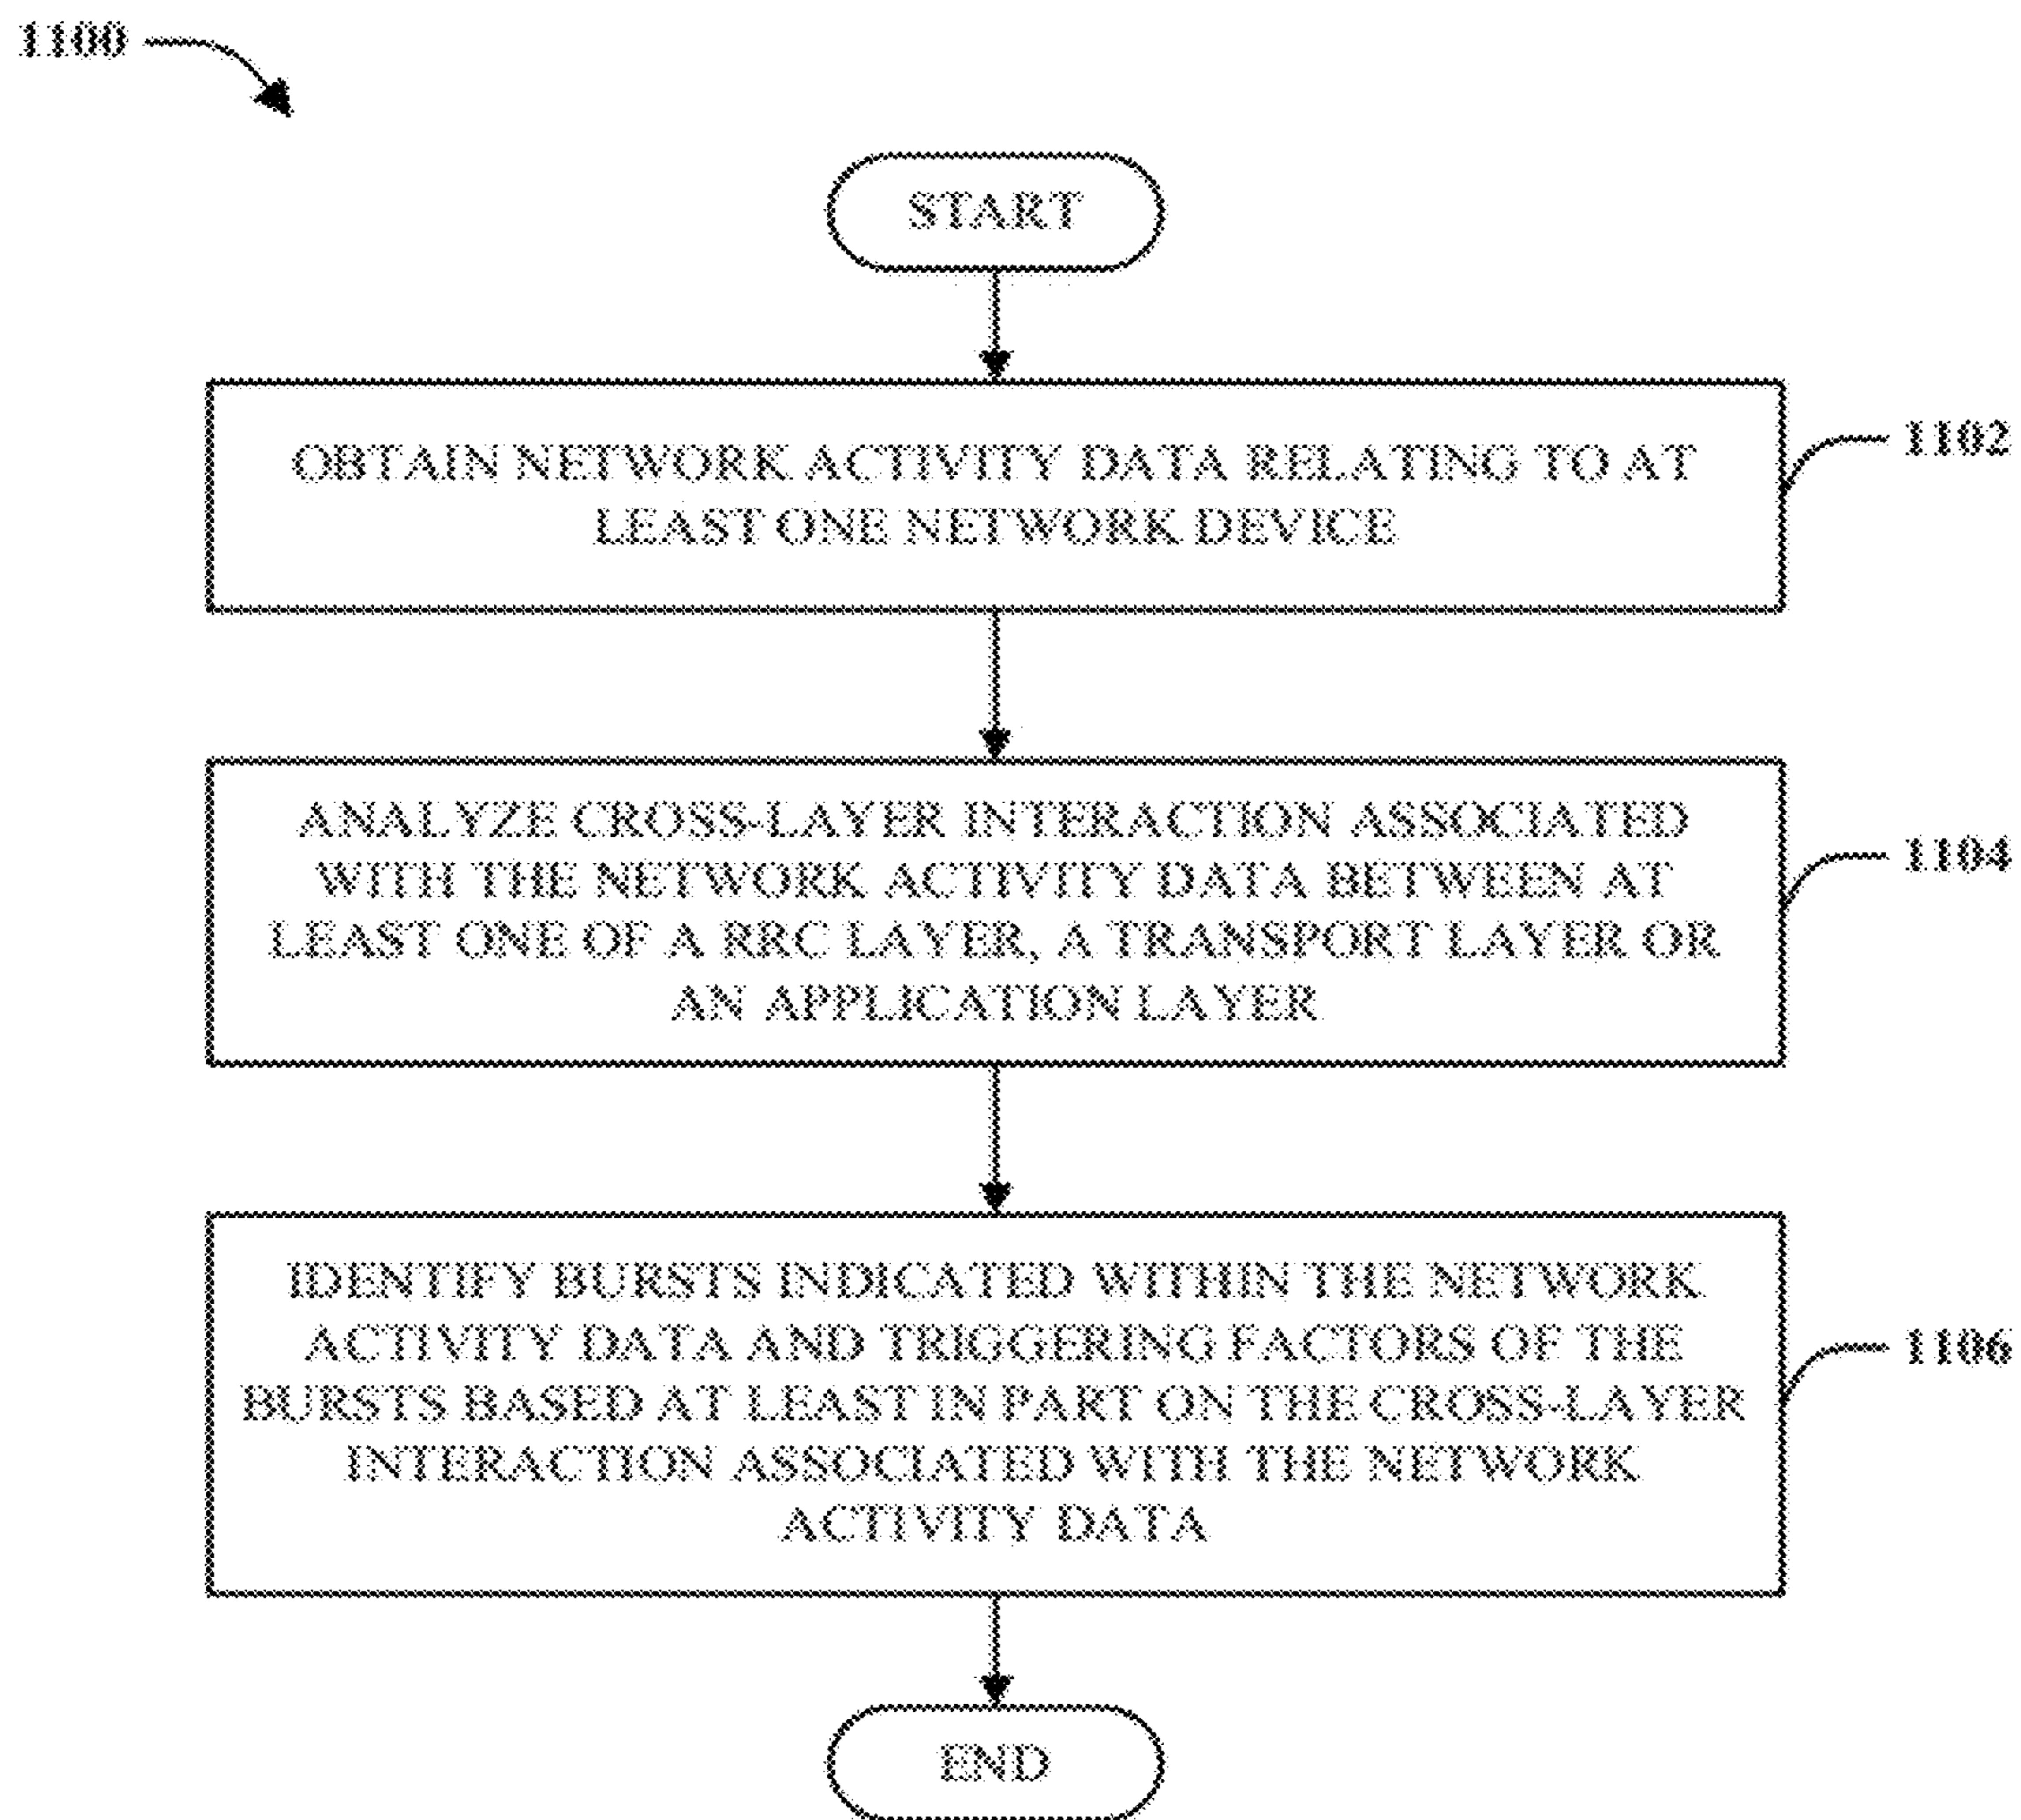 1100
START
OBTAIN NETWORK ACTIVITY DATA RELATING TO AT
LEAST ONE NETWORK DEVICE
1102
ANALYZE CROSS-LAYER INTERACTION ASSOCIATED
WITH THE NETWORK ACTIVITY DATA BETWEEN AT
LEAST ONE OF A RRC LAYER, A TRANSPORT LAYER OR
AN APPLICATION LAYER
1104
IDENTIFY BURSTS INDICATED WITHIN THE NETWORK
ACTIVITY DATA AND TRIGGERING FACTORS OF THE
BURSTS BASED AT LEAST IN PART ON THE CROSS-LAYER
INTERACTION ASSOCIATED WITH THE NETWORK
ACTIVITY DATA
1106
END